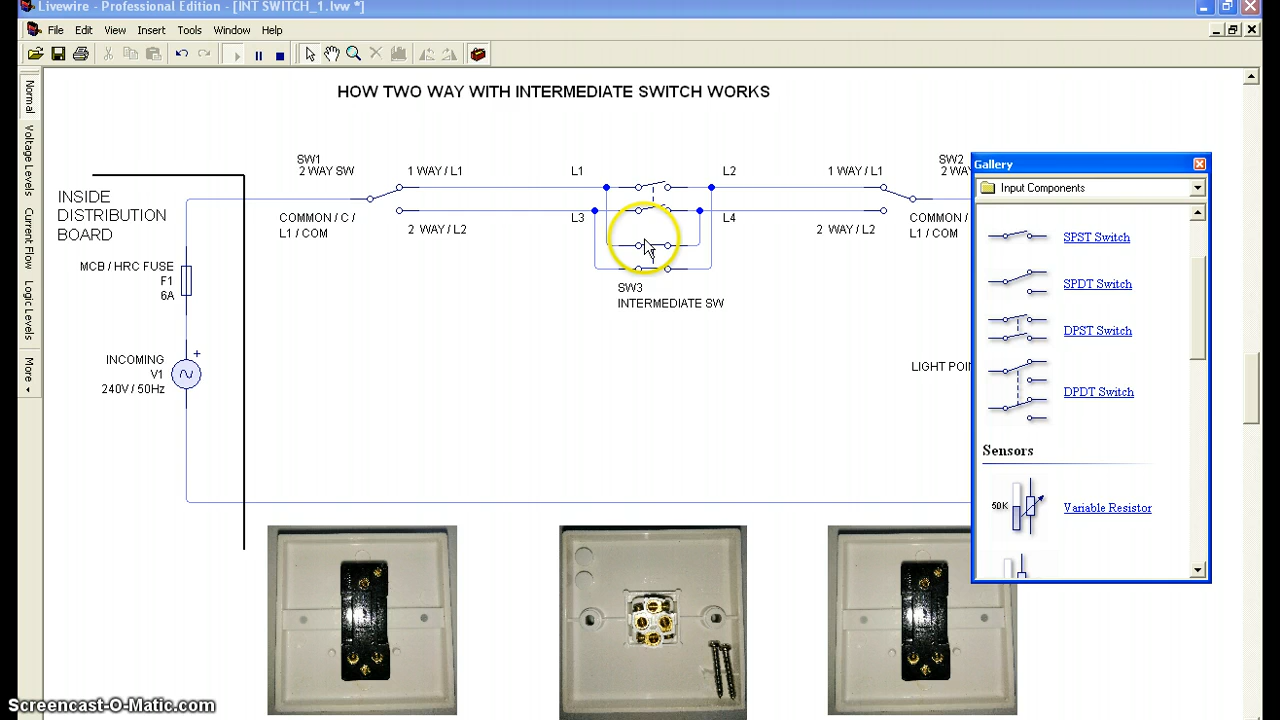 Livewire - Professional Edition - [INT SWITCH_1.lvw *]
File Edit View Insert Tools Window Help
Normal
Voltage Levels
Current Flow
Logic Levels
More
HOW TWO WAY WITH INTERMEDIATE SWITCH WORKS
INSIDE
DISTRIBUTION
BOARD
MCB / HRC FUSE
F1
6A
INCOMING
V1
240V / 50Hz
+
SW1
2 WAY SW
1 WAY / L1
COMMON / C /
L1 / COM
2 WAY / L2
L1
L2
L3
L4
SW3
INTERMEDIATE SW
SW2
1 WAY / L1
2 WAY
2 WAY / L2
COMMON /
L1 / COM
LIGHT POI
Gallery
Input Components
SPST Switch
SPDT Switch
DPST Switch
DPDT Switch
Sensors
50K
Variable Resistor
Screencast-O-Matic.com